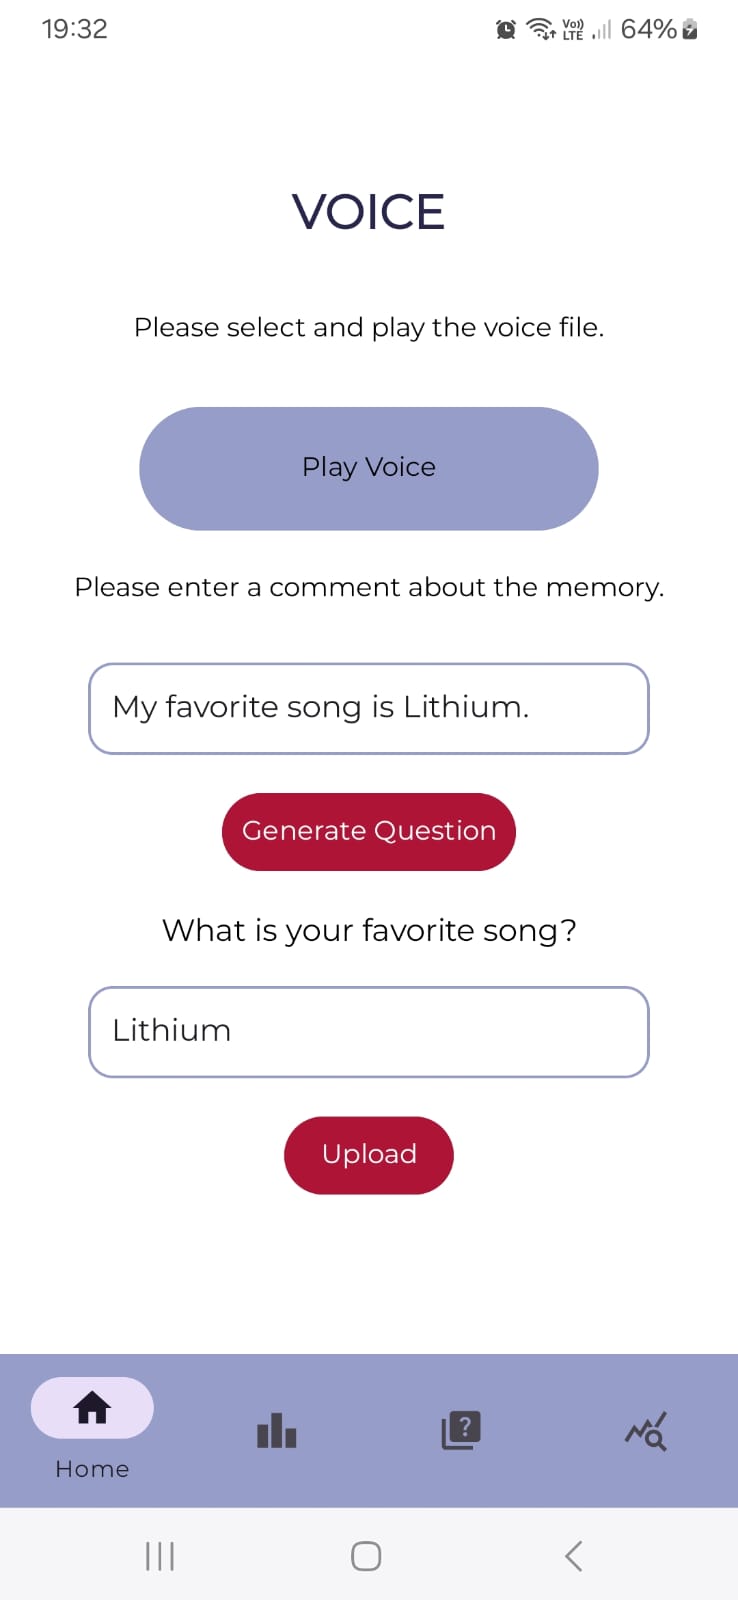 19:32
Vo)) LTE 64%
VOICE
Please select and play the voice file.
Play Voice
Please enter a comment about the memory.
My favorite song is Lithium.
Generate Question
What is your favorite song?
Lithium
Upload
?
Home